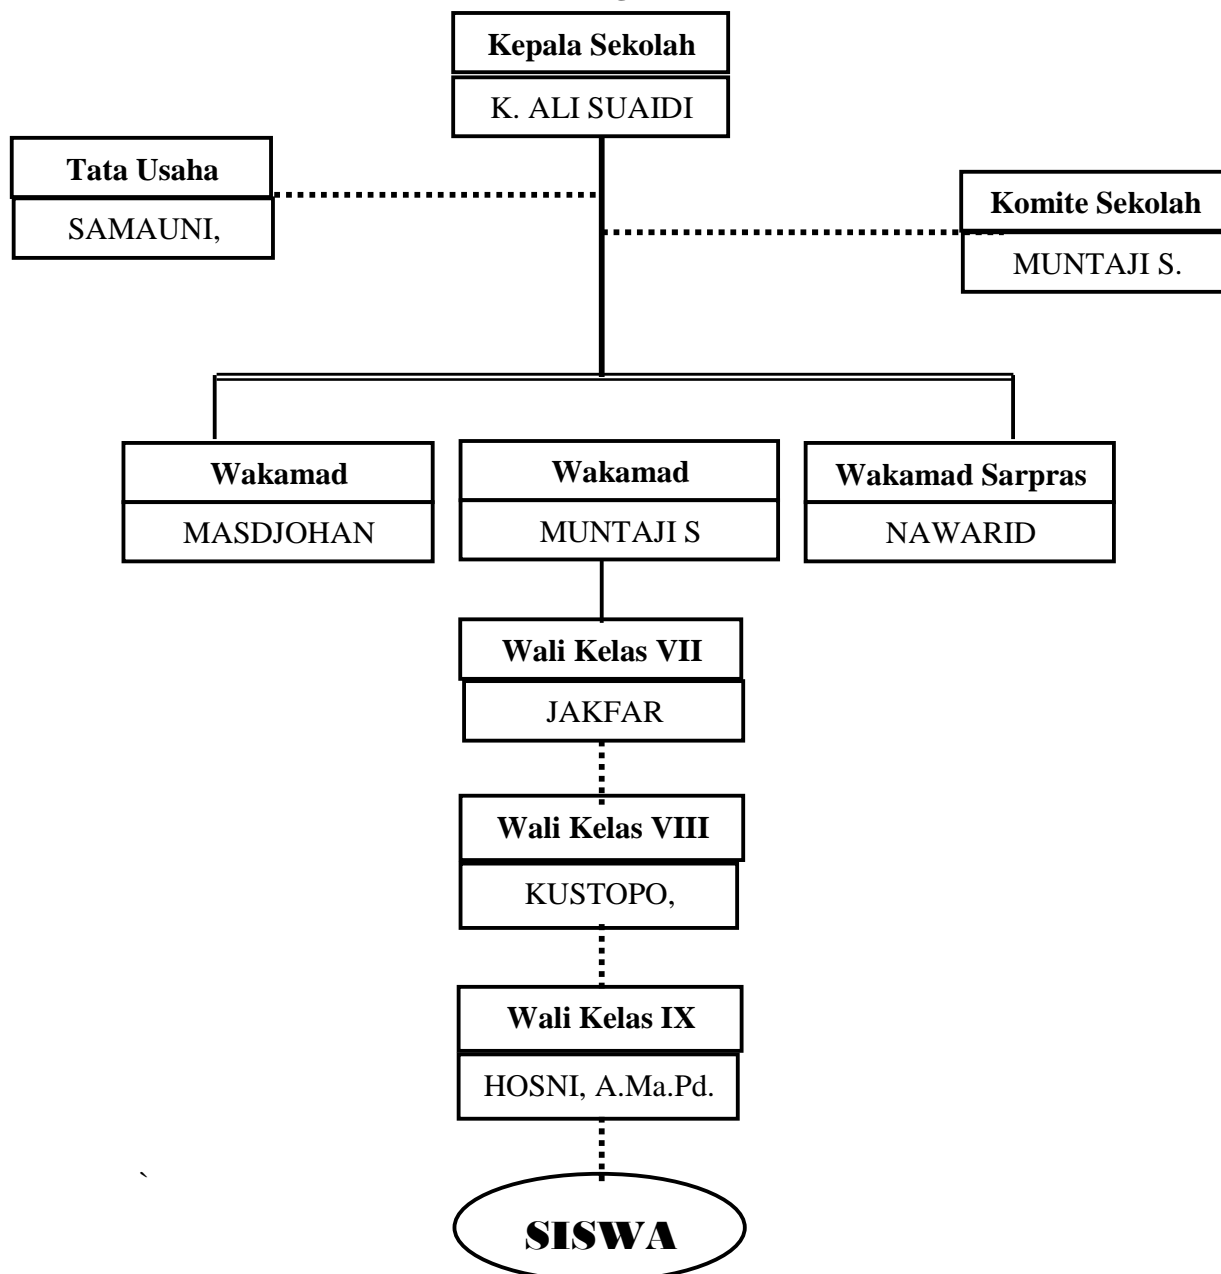 Kepala Sekolah
K. ALI SUAIDI
Tata Usaha
SAMAUNI,
Komite Sekolah
MUNTAJI S.
Wakamad
MASDJOHAN
Wakamad
MUNTAJI S
Wakamad Sarpras
NAWARID
Wali Kelas VII
JAKFAR
Wali Kelas VIII
KUSTOPO,
Wali Kelas IX
HOSNI, A.Ma.Pd.
`
SISWA